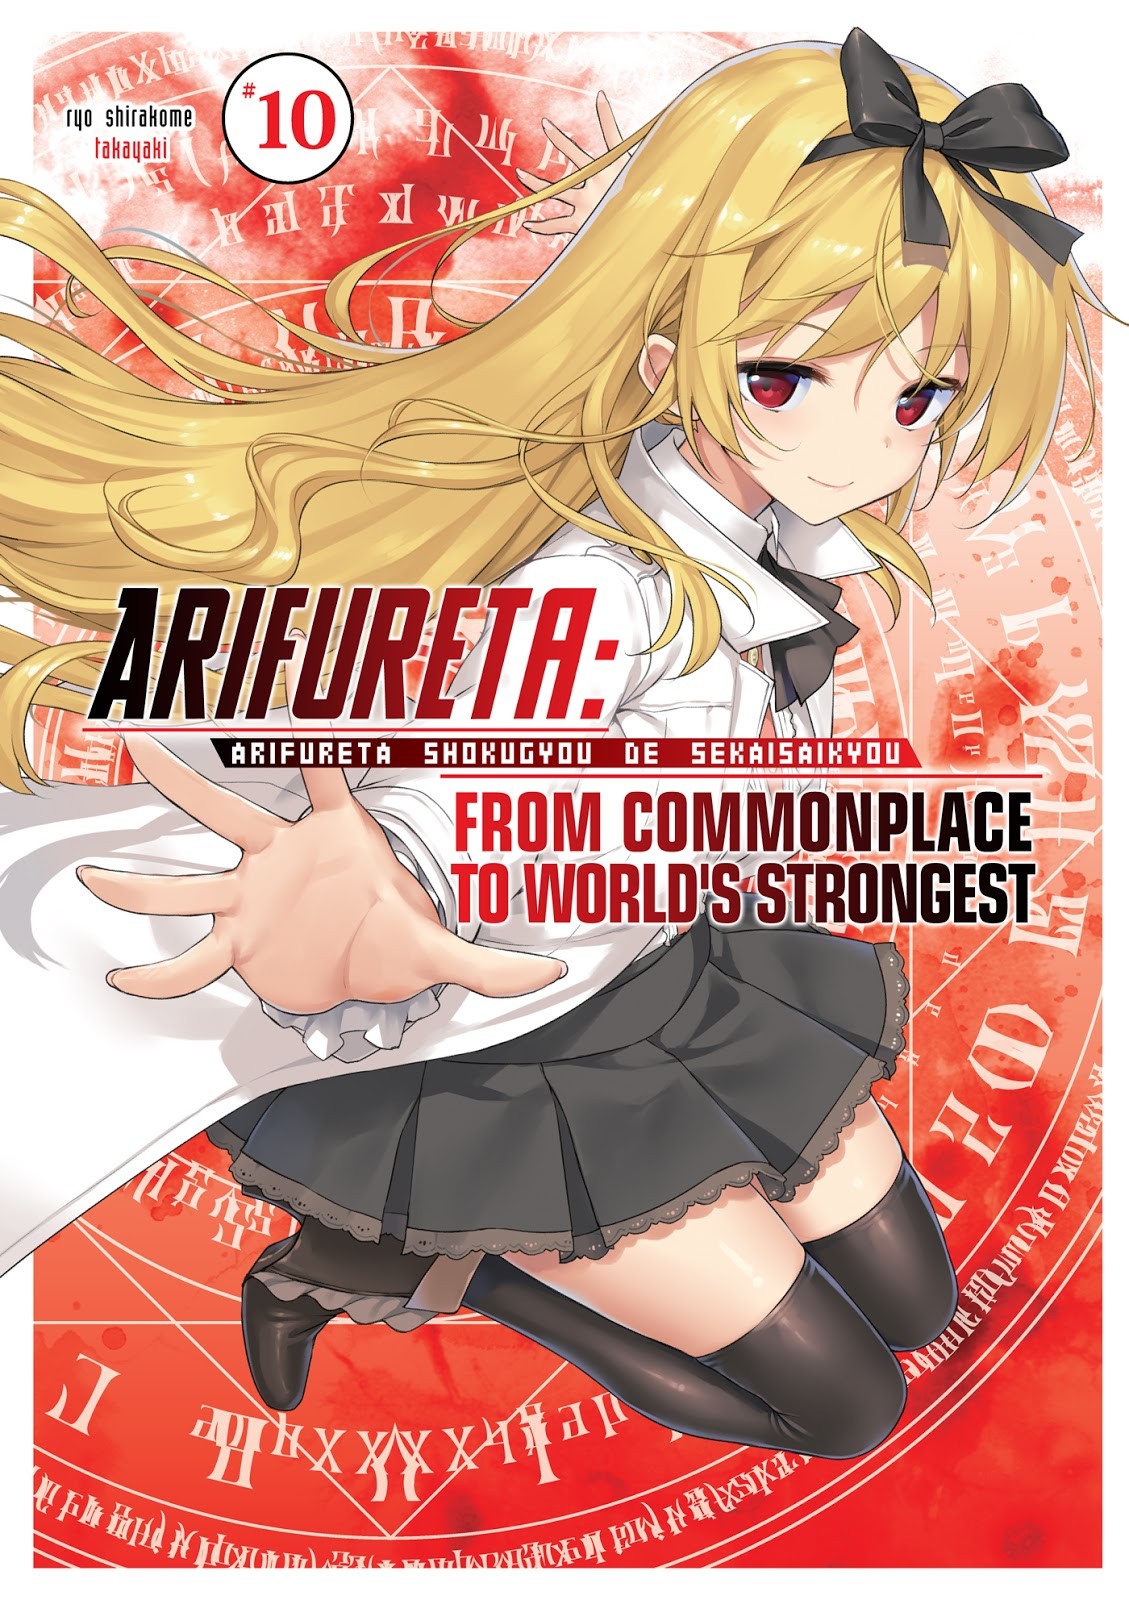 ryo shirakome
takayaki
#10
ARIFURETA:
ARIFURETA SHOKUGYOU DE SEKAISAIKYOU
FROM COMMONPLACE
TO WORLD'S STRONGEST